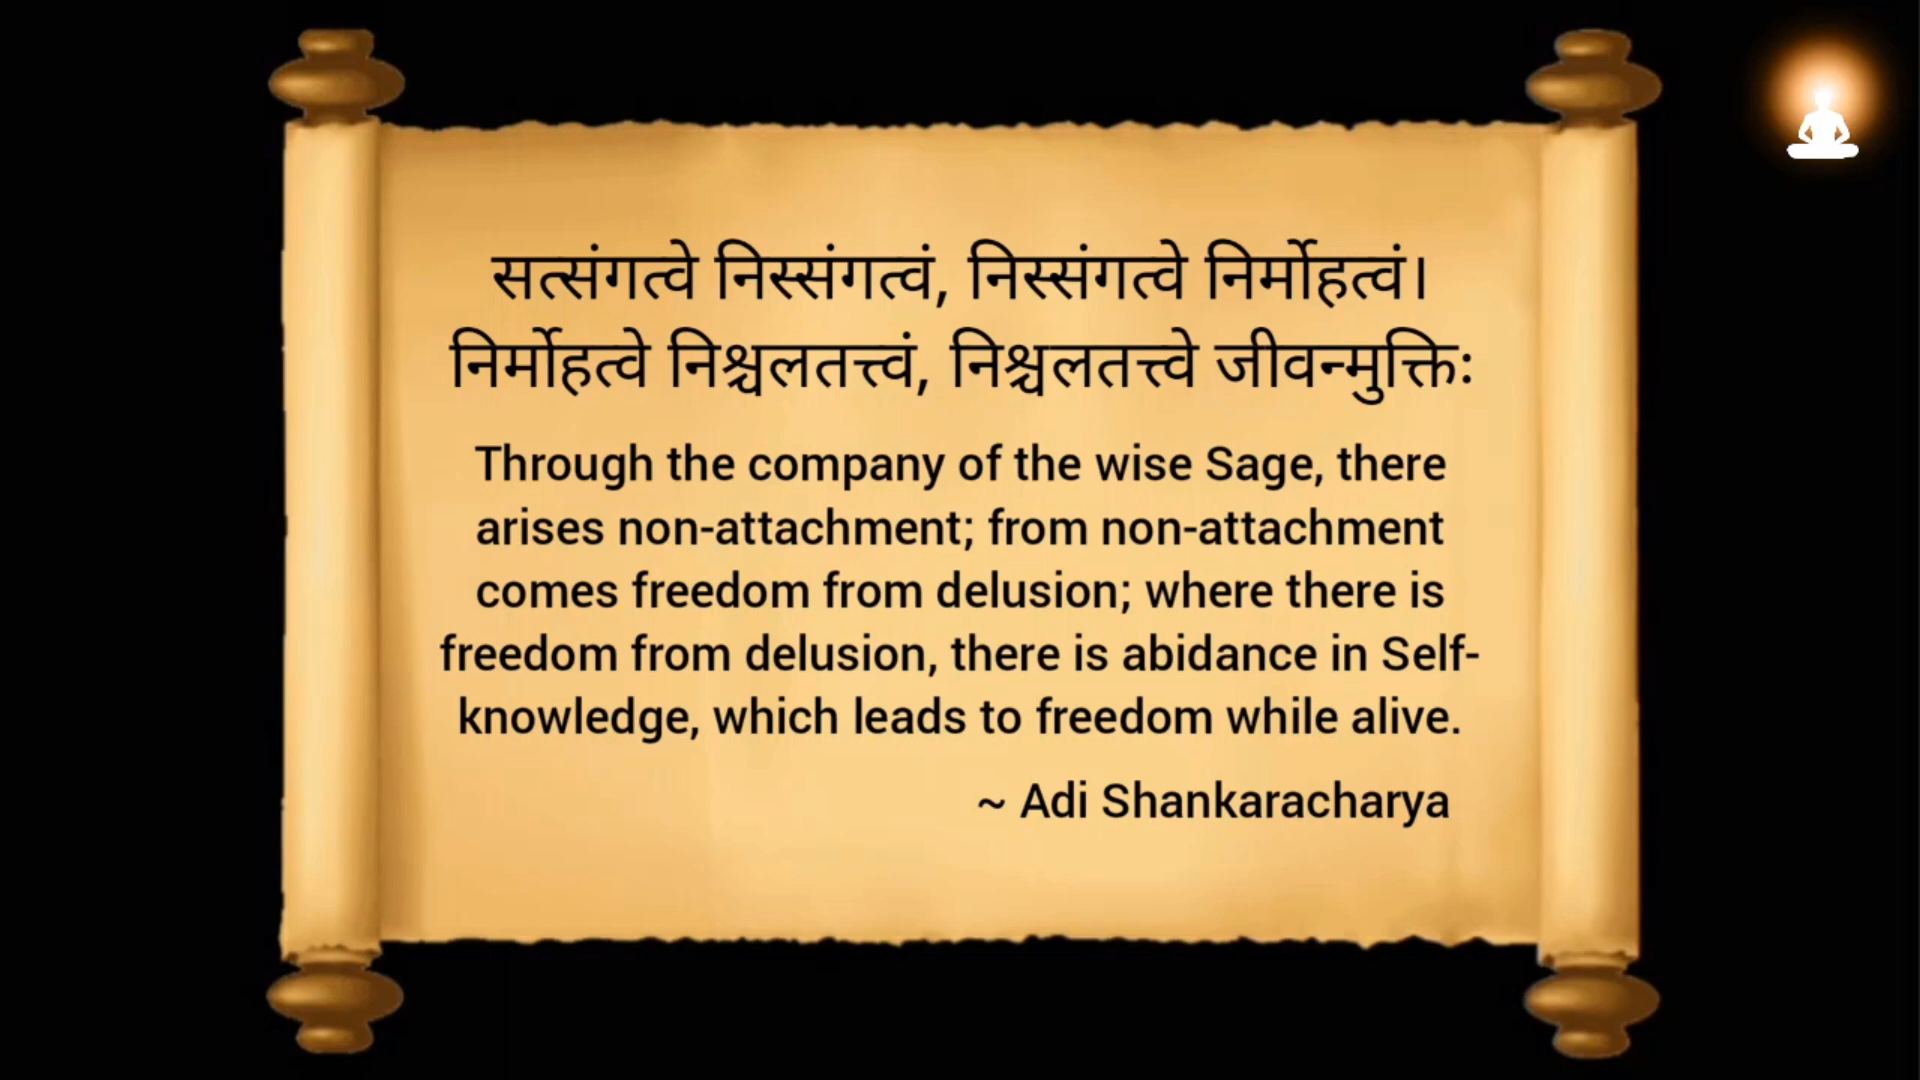 सत्संगत्वे निस्संगत्वं, निस्संगत्वे निर्मोहत्वं।
निर्मोहत्वे निश्चलतत्त्वं, निश्चलतत्त्वे जीवन्मुक्तिः
Through the company of the wise Sage, there
arises non-attachment; from non-attachment
comes freedom from delusion; where there is
freedom from delusion, there is abidance in Self-
knowledge, which leads to freedom while alive.
~ Adi Shankaracharya